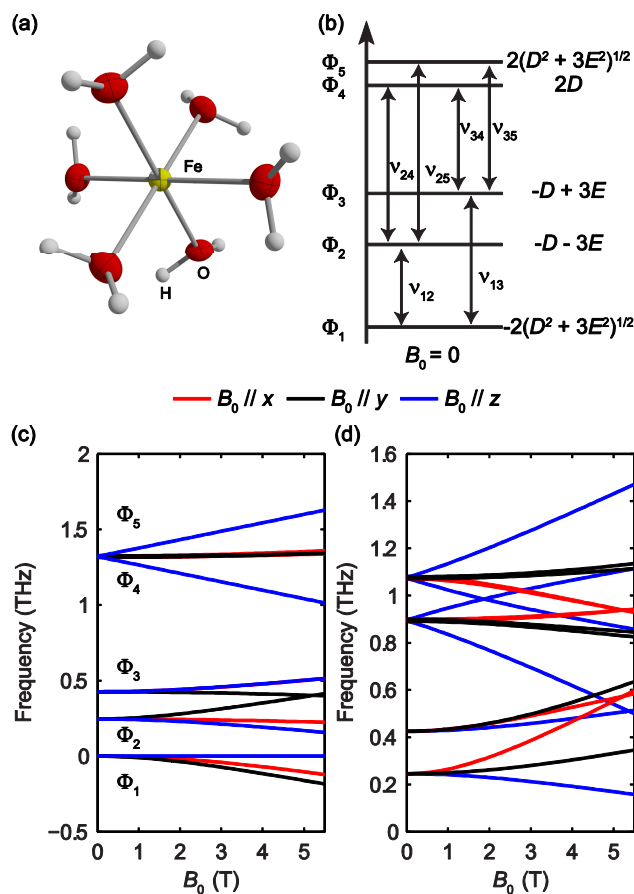 (a)
Fe
O
H
(b)
Φ5 2(D² + 3E²)^1/2
Φ4 2D
ν34 ν35
ν24 ν25
Φ3 -D + 3E
Φ2 -D - 3E
ν12 ν13
Φ1 -2(D² + 3E²)^1/2
B0 = 0
B0 // x B0 // y B0 // z
(c)
2
1.5
1
0.5
0
−0.5
Frequency (THz)
Φ5
Φ4
Φ3
Φ2
Φ1
0 1 2 3 4 5
B0 (T)
(d)
1.6
1.4
1.2
1
0.8
0.6
0.4
0.2
0
Frequency (THz)
0 1 2 3 4 5
B0 (T)